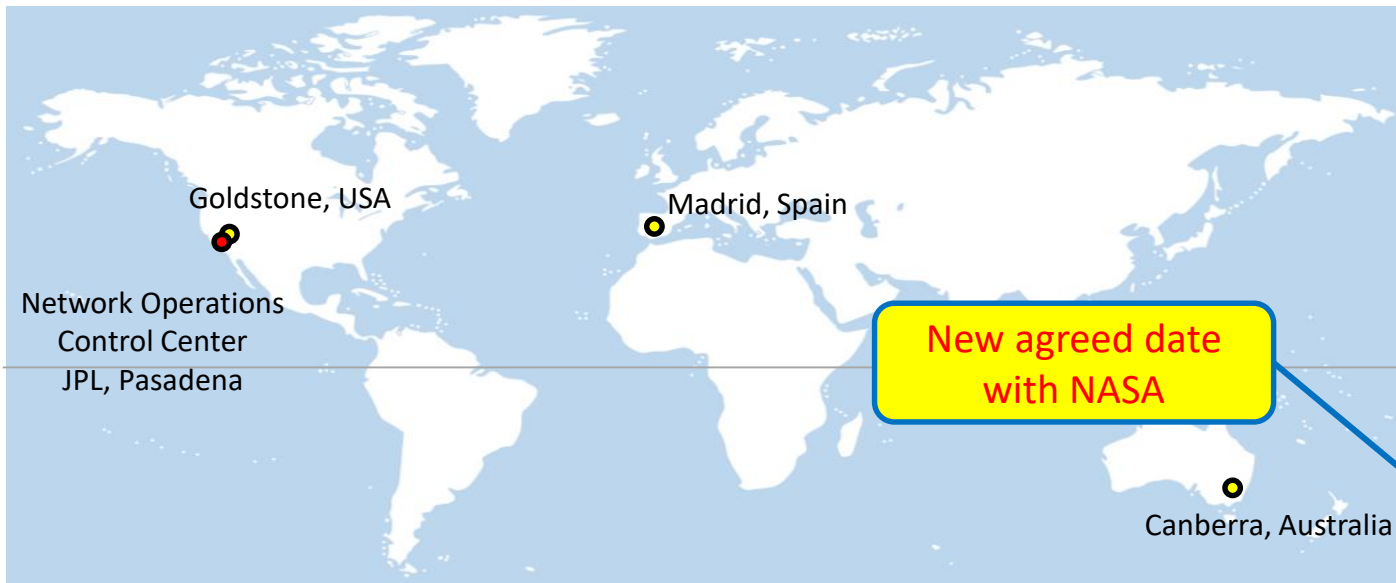 Goldstone, USA
Madrid, Spain
Network Operations
Control Center
JPL, Pasadena
New agreed date
with NASA
Canberra, Australia